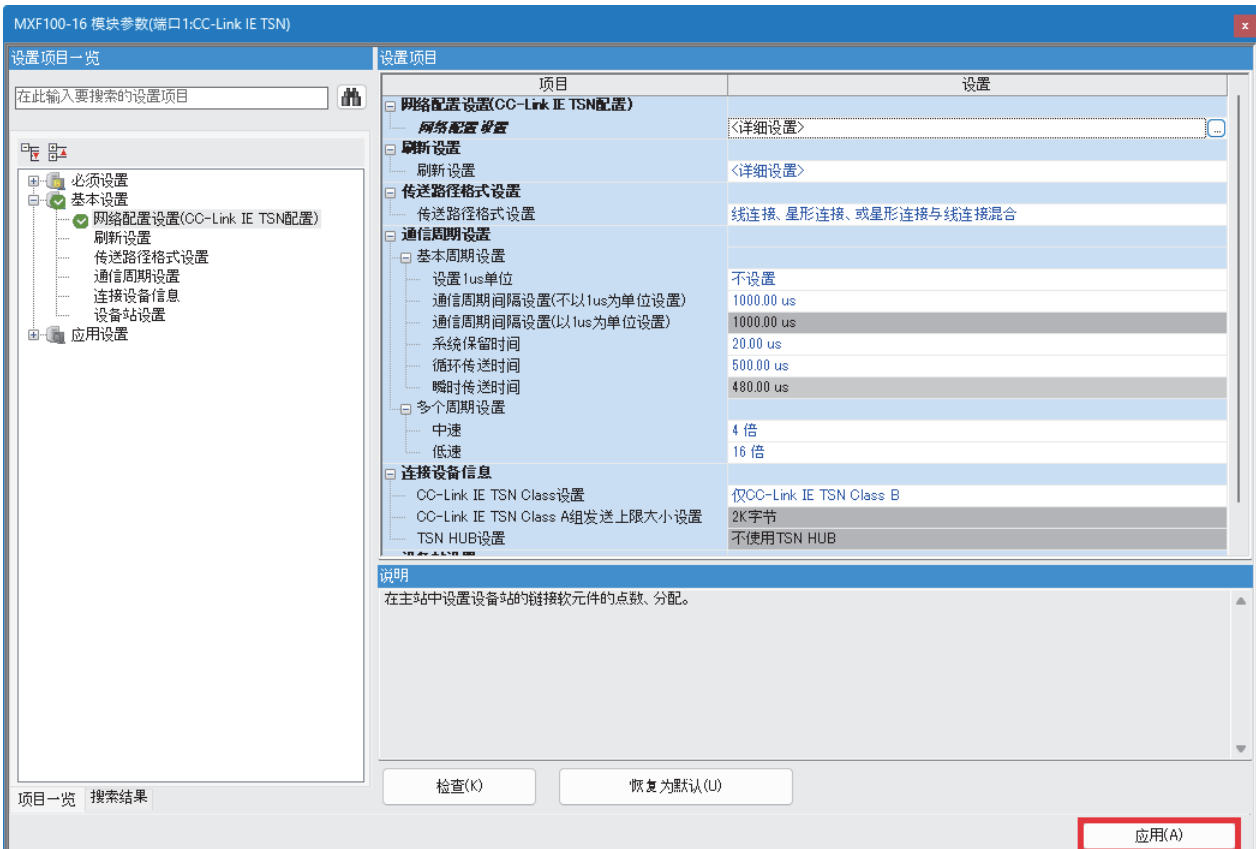 MXF100-16 模块参数(端口1:CC-Link IE TSN)
设置项目一览
在此输入要搜索的设置项目
必须设置
基本设置
网络配置设置(CC-Link IE TSN配置)
刷新设置
传送路径格式设置
通信周期设置
连接设备信息
设备站设置
应用设置
项目一览 搜索结果
设置项目
项目 设置
网络配置设置(CC-Link IE TSN配置)
网络配置设置 <详细设置> ...
刷新设置
刷新设置 <详细设置>
传送路径格式设置
传送路径格式设置 线连接、星形连接、或星形连接与线连接混合
通信周期设置
基本周期设置
设置1us单位 不设置
通信周期间隔设置(不以1us为单位设置) 1000.00 us
通信周期间隔设置(以1us为单位设置) 1000.00 us
系统保留时间 20.00 us
循环传送时间 500.00 us
瞬时传送时间 480.00 us
多个周期设置
中速 4 倍
低速 16 倍
连接设备信息
CC-Link IE TSN Class设置 仅CC-Link IE TSN Class B
CC-Link IE TSN Class A组发送上限大小设置 2K字节
TSN HUB设置 不使用TSN HUB
说明
在主站中设置设备站的链接软元件的点数、分配。
检查(K) 恢复为默认(U)
应用(A)